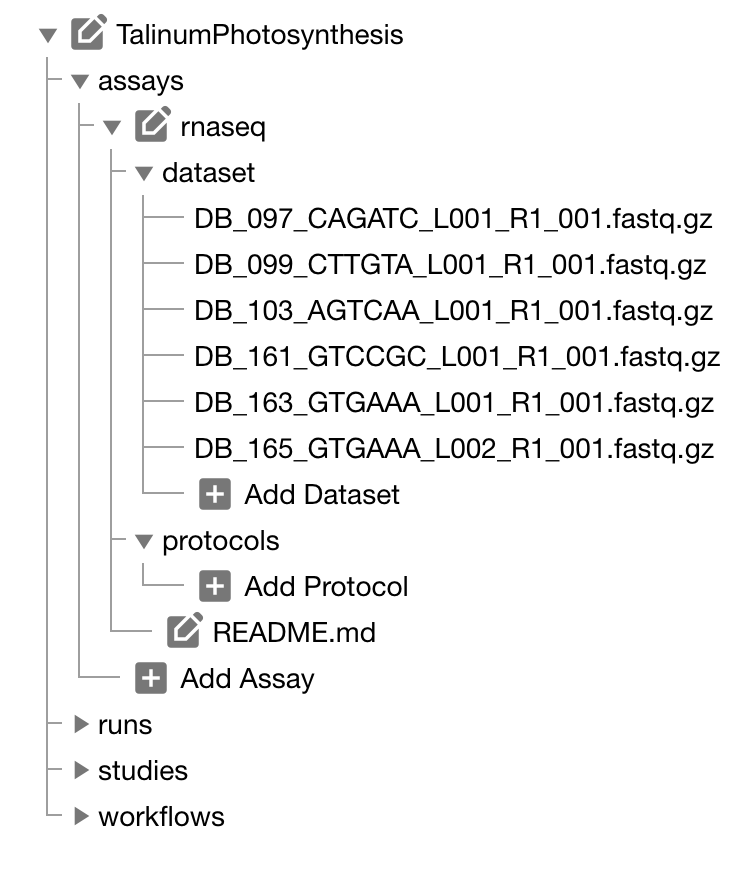 TalinumPhotosynthesis
assays
rnaseq
dataset
DB_097_CAGATC_L001_R1_001.fastq.gz
DB_099_CTTGTA_L001_R1_001.fastq.gz
DB_103_AGTCAA_L001_R1_001.fastq.gz
DB_161_GTCCGC_L001_R1_001.fastq.gz
DB_163_GTGAAA_L001_R1_001.fastq.gz
DB_165_GTGAAA_L002_R1_001.fastq.gz
Add Dataset
protocols
Add Protocol
README.md
Add Assay
runs
studies
workflows